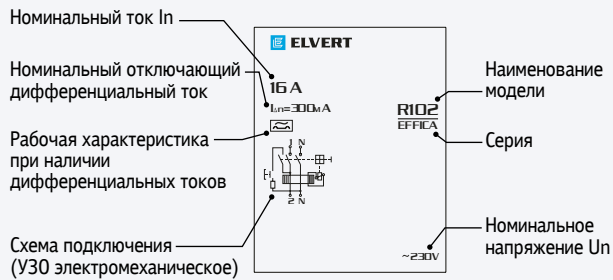 Номинальный ток In
Номинальный отключающий
дифференциальный ток
Рабочая характеристика
при наличии
дифференциальных токов
Схема подключения
(УЗО электромеханическое)
ELVERT
16 A
I∆n=300мA
1 N
2 N
R102
EFFICA
~230V
Наименование
модели
Серия
Номинальное
напряжение Un